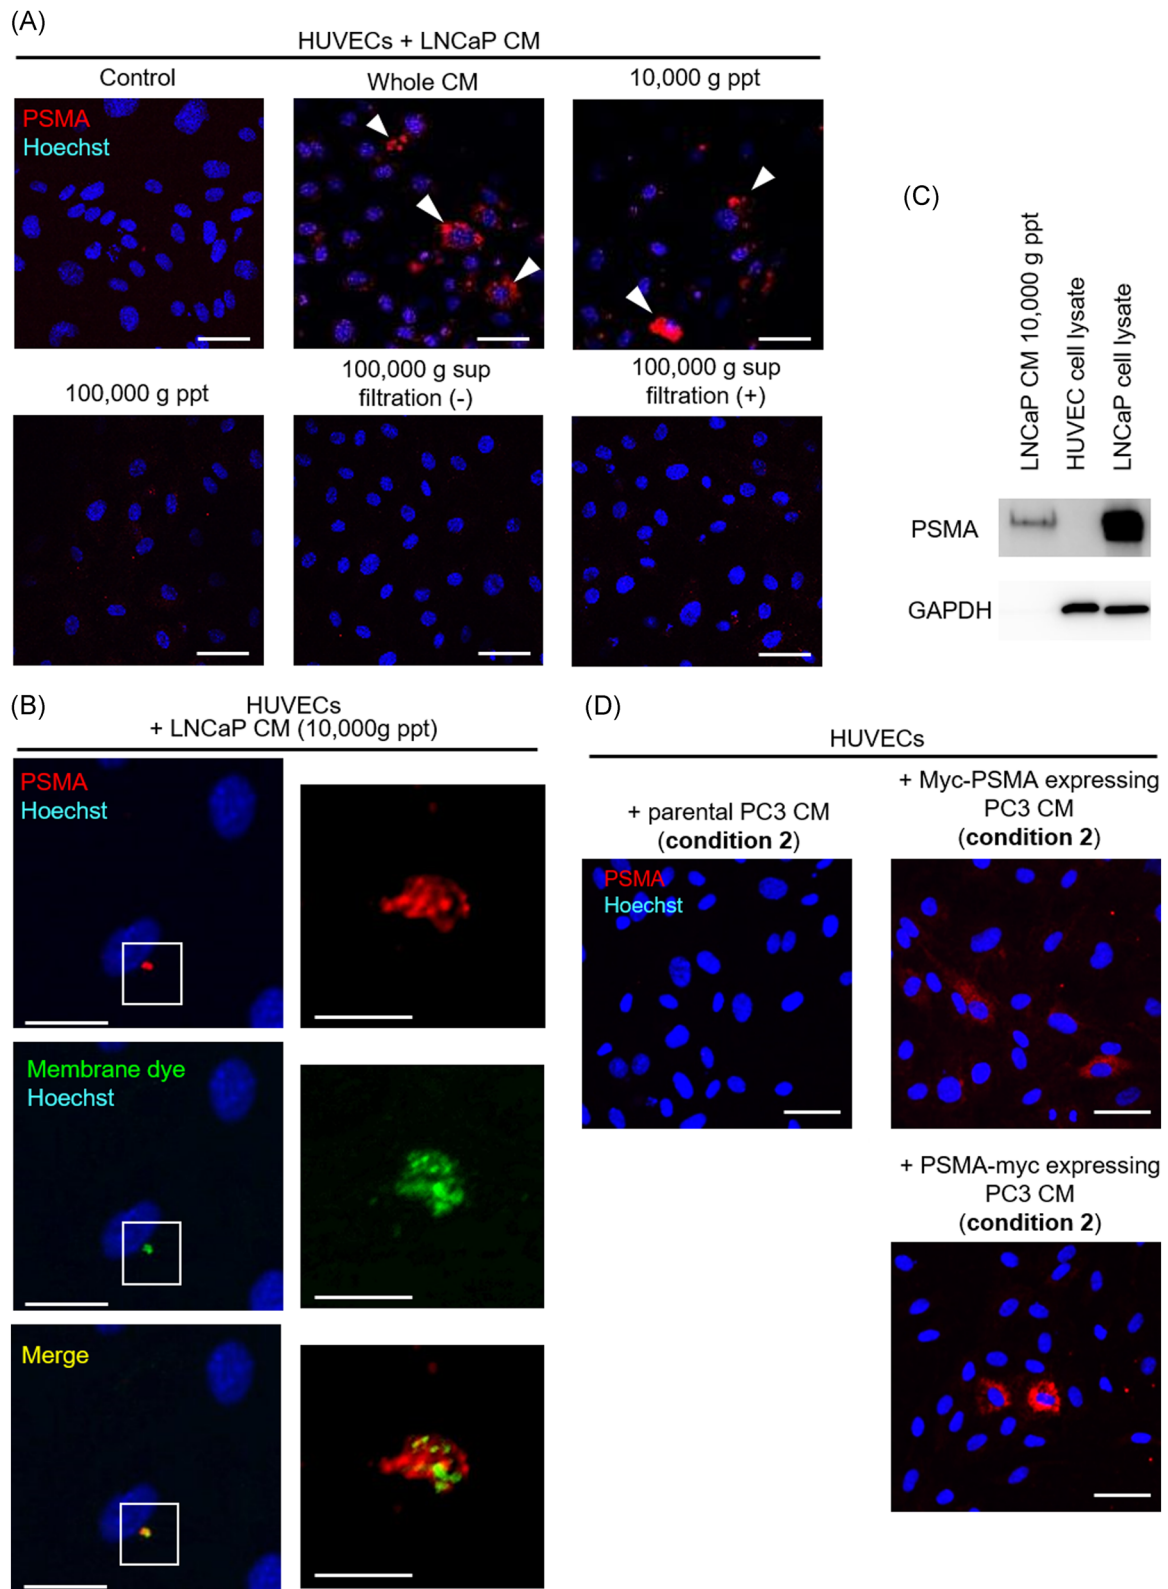 (A)
HUVECs + LNCaP CM
Control
Whole CM
10,000 g ppt
PSMA
Hoechst
100,000 g ppt
100,000 g sup
filtration (-)
100,000 g sup
filtration (+)
(B)
HUVECs
+ LNCaP CM (10,000g ppt)
PSMA
Hoechst
Membrane dye
Hoechst
Merge
(C)
LNCaP CM 10,000 g ppt
HUVEC cell lysate
LNCaP cell lysate
PSMA
GAPDH
(D)
HUVECs
+ parental PC3 CM
(condition 2)
+ Myc-PSMA expressing
PC3 CM
(condition 2)
PSMA
Hoechst
+ PSMA-myc expressing
PC3 CM
(condition 2)